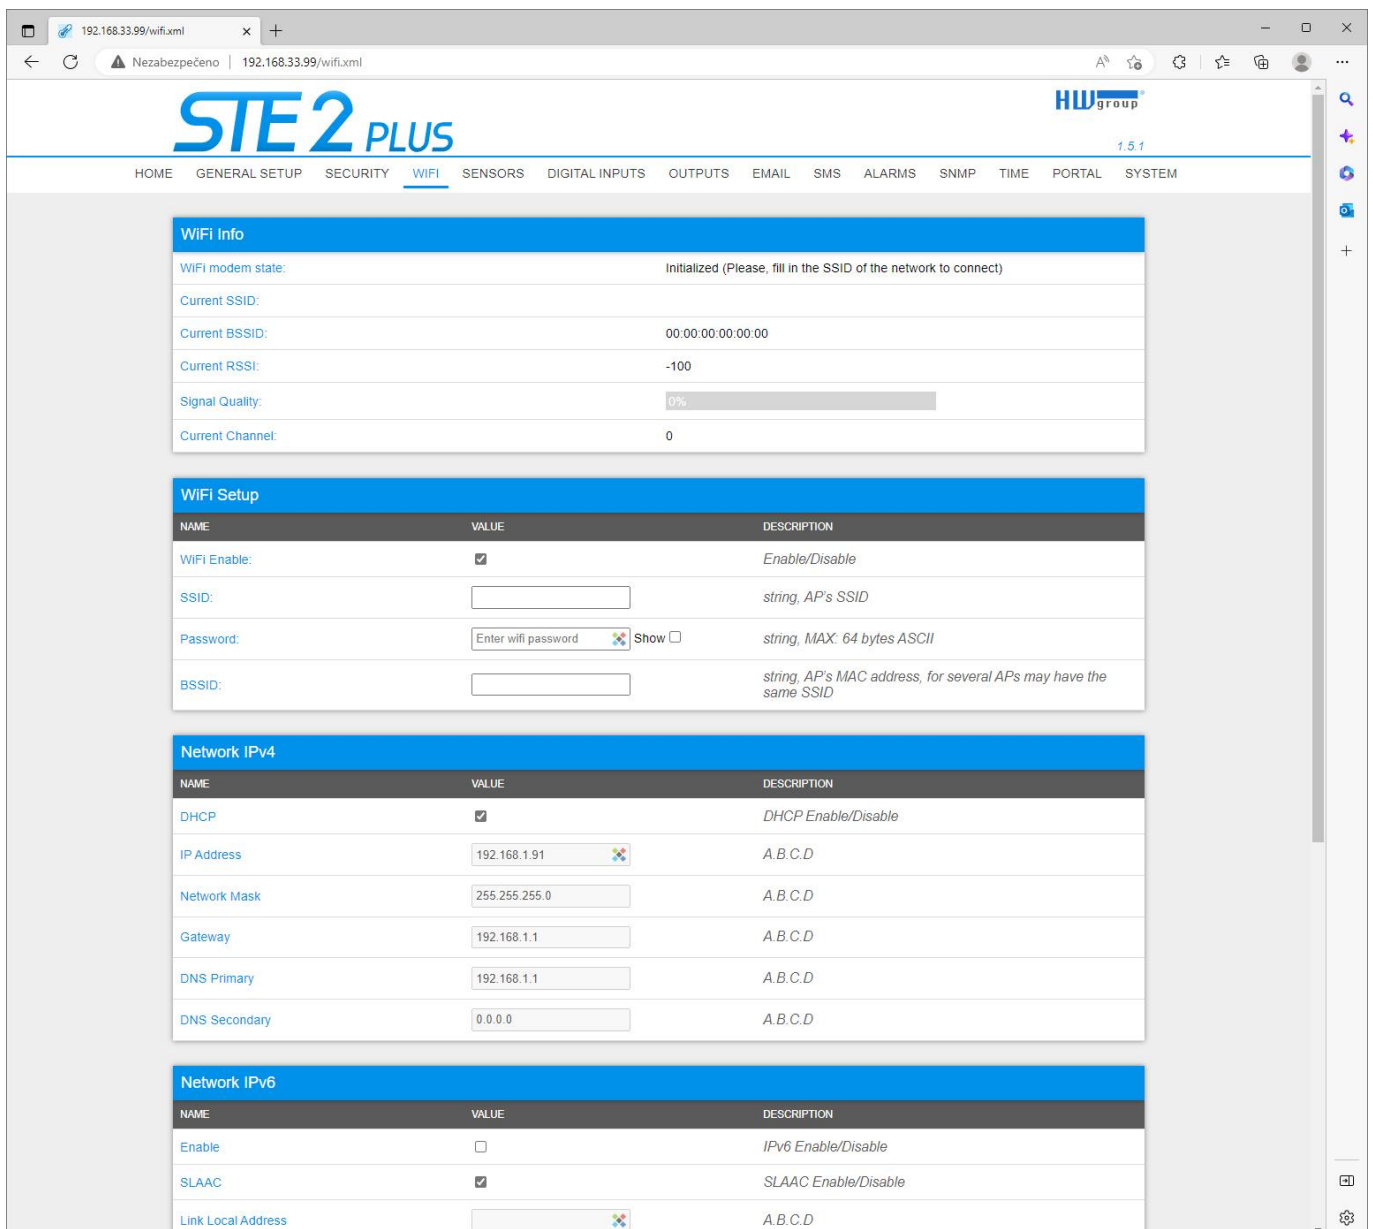 192.168.33.99/wifi.xml
Nezabezpečeno 192.168.33.99/wifi.xml
STE2 PLUS
HWgroup
1.5.1
HOME GENERAL SETUP SECURITY WIFI SENSORS DIGITAL INPUTS OUTPUTS EMAIL SMS ALARMS SNMP TIME PORTAL SYSTEM
WiFi Info
WiFi modem state: Initialized (Please, fill in the SSID of the network to connect)
Current SSID:
Current BSSID: 00:00:00:00:00:00
Current RSSI: -100
Signal Quality: 0%
Current Channel: 0
WiFi Setup
NAME VALUE DESCRIPTION
WiFi Enable: Enable/Disable
SSID: string, AP's SSID
Password: Enter wifi password Show string, MAX: 64 bytes ASCII
BSSID: string, AP's MAC address, for several APs may have the
same SSID
Network IPv4
NAME VALUE DESCRIPTION
DHCP DHCP Enable/Disable
IP Address 192.168.1.91 A.B.C.D
Network Mask 255.255.255.0 A.B.C.D
Gateway 192.168.1.1 A.B.C.D
DNS Primary 192.168.1.1 A.B.C.D
DNS Secondary 0.0.0.0 A.B.C.D
Network IPv6
NAME VALUE DESCRIPTION
Enable IPv6 Enable/Disable
SLAAC SLAAC Enable/Disable
Link Local Address A.B.C.D